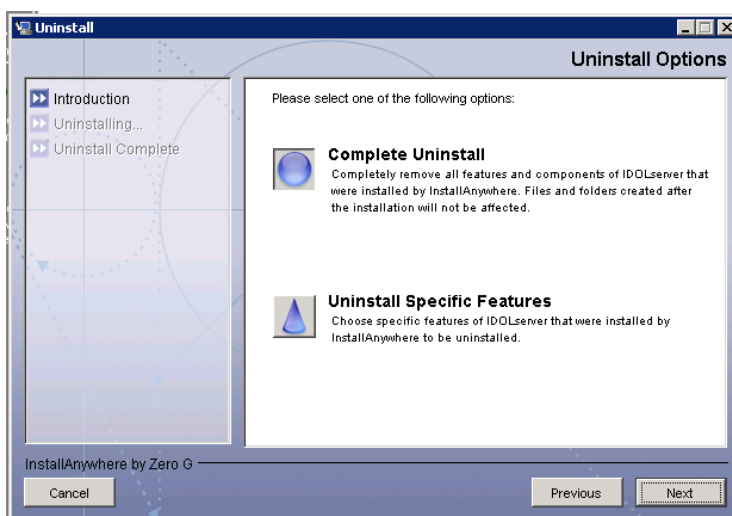 Uninstall
Uninstall Options
Introduction
Uninstalling...
Uninstall Complete
Please select one of the following options:
Complete Uninstall
Completely remove all features and components of IDOLserver that
were installed by InstallAnywhere. Files and folders created after
the installation will not be affected.
Uninstall Specific Features
Choose specific features of IDOLserver that were installed by
InstallAnywhere to be uninstalled.
InstallAnywhere by Zero G
Cancel
Previous
Next